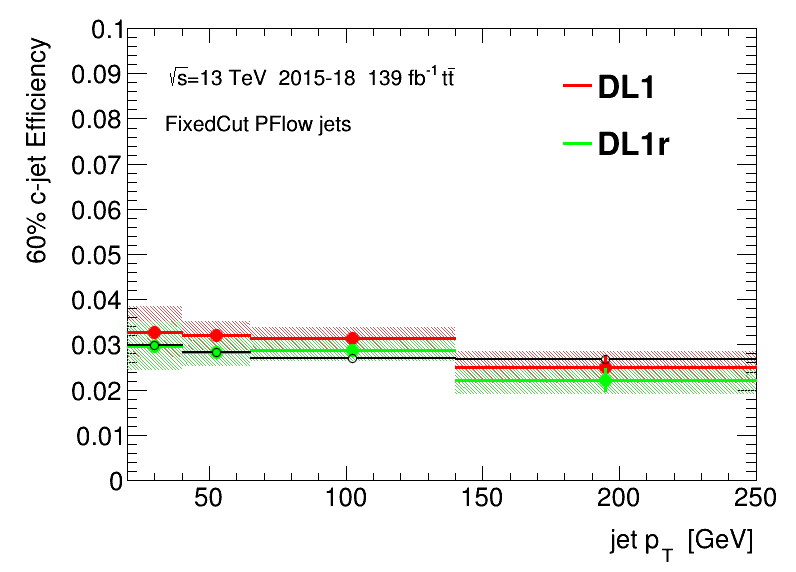 0.1
0.09
0.08
0.07
0.06
0.05
0.04
0.03
0.02
0.01
0
60% c-jet Efficiency
√s=13 TeV 2015-18 139 fb⁻¹ tt̄
FixedCut PFlow jets
DL1
DL1r
50 100 150 200 250
jet p_T [GeV]